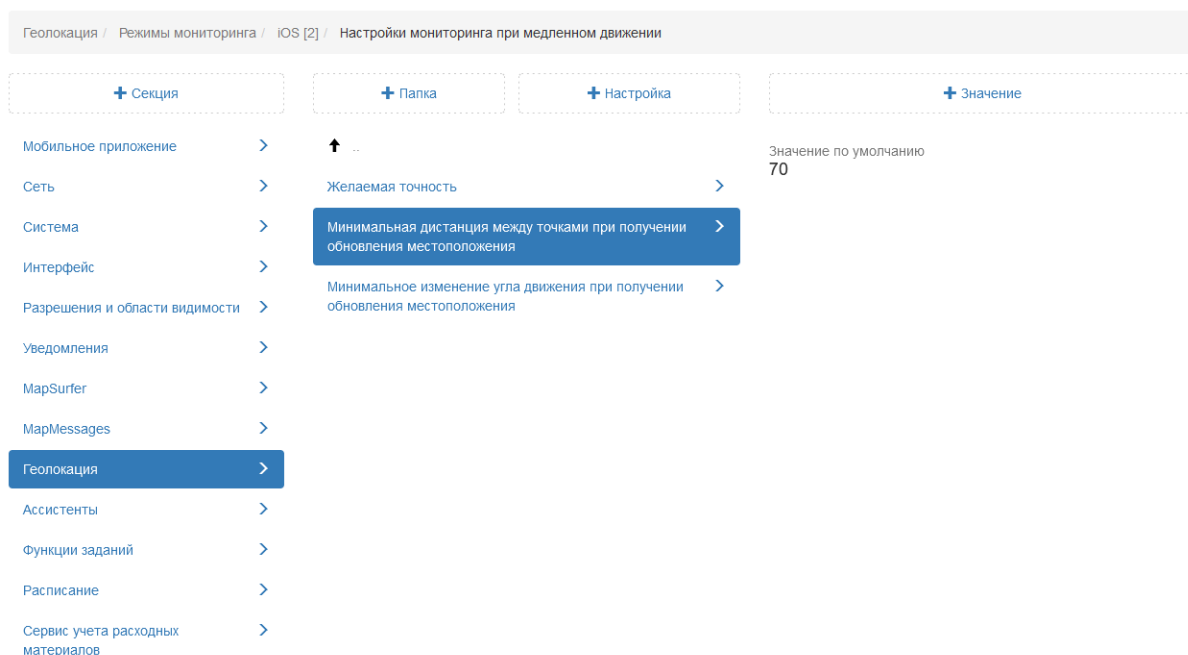 Геолокация / Режимы мониторинга / iOS [2] / Настройки мониторинга при медленном движении
+ Секция
+ Папка
+ Настройка
+ Значение
Мобильное приложение
Сеть
Система
Интерфейс
Разрешения и области видимости
Уведомления
MapSurfer
MapMessages
Геолокация
Ассистенты
Функции заданий
Расписание
Сервис учета расходных
материалов
..
Желаемая точность
Минимальная дистанция между точками при получении
обновления местоположения
Минимальное изменение угла движения при получении
обновления местоположения
Значение по умолчанию
70